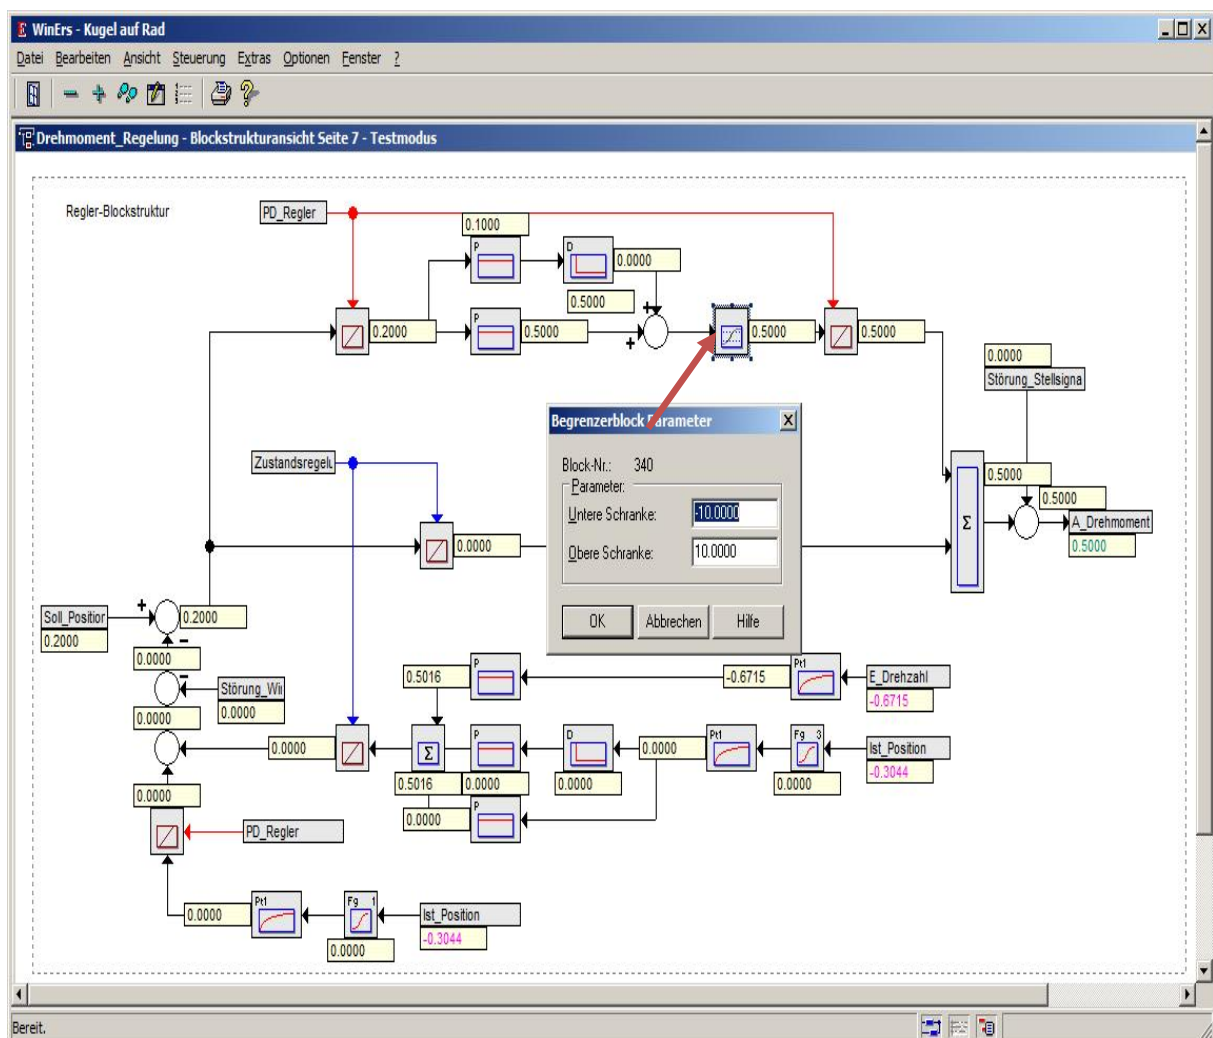 WinErs - Kugel auf Rad
Datei Bearbeiten Ansicht Steuerung Extras Optionen Fenster ?
Drehmoment_Regelung - Blockstrukturansicht Seite 7 - Testmodus
Regler-Blockstruktur
PD_Regler
0.1000
P
D
0.0000
0.5000
0.2000
P
0.5000
0.5000
0.5000
0.0000
Störung_Stellsigna
Begrenzerblock Parameter
Block-Nr.: 340
Parameter:
Untere Schranke: -10.0000
Obere Schranke: 10.0000
OK Abbrechen Hilfe
Zustandsregelu
0.0000
0.5000
0.5000
Σ
A_Drehmoment
0.5000
Soll_Position
0.2000
0.2000
0.0000
Störung_Wi
0.0000
0.0000
0.5016
P
-0.6715
Pt1
E_Drehzahl
-0.6715
0.0000
Σ
0.5016
P
0.0000
D
0.0000
0.0000
Pt1
Fg 3
0.0000
Ist_Position
-0.3044
0.0000
0.0000
P
PD_Regler
0.0000
Pt1
Fg 1
0.0000
Ist_Position
-0.3044
Bereit.